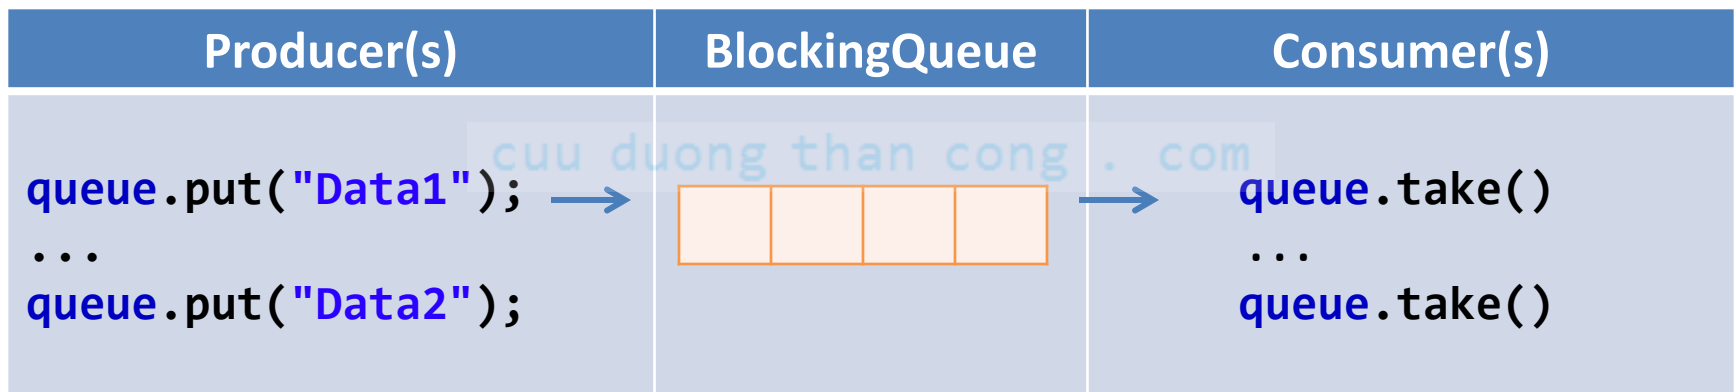 Producer(s)
BlockingQueue
Consumer(s)
cuu duong than cong . com
queue.put("Data1");
...
queue.put("Data2");
queue.take()
...
queue.take()